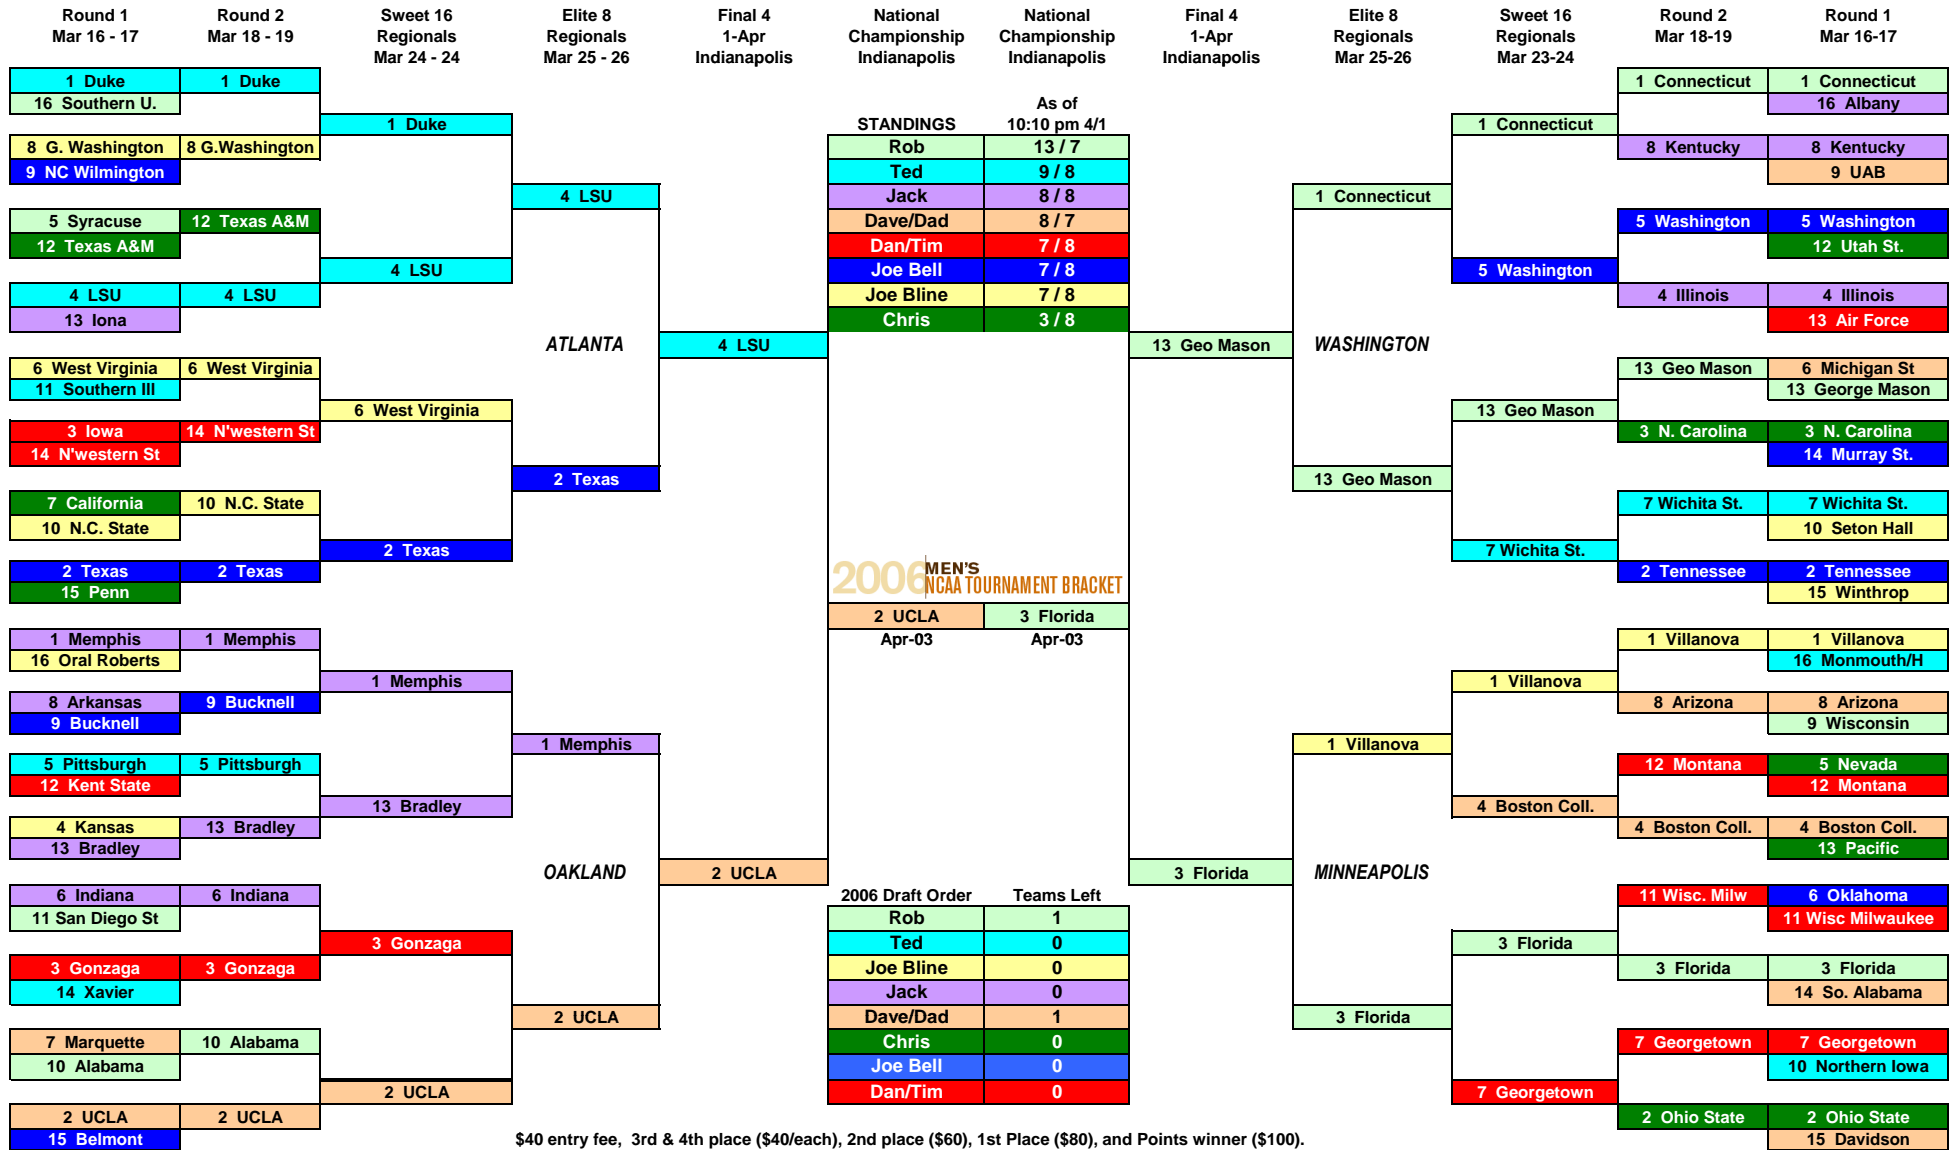 Round 1 Round 2 Sweet 16 Elite 8 Final 4 National National Final 4 Elite 8 Sweet 16 Round 2 Round 1
Mar 16 - 17 Mar 18 - 19 Regionals Regionals 1-Apr Championship Championship 1-Apr Regionals Regionals Mar 18-19 Mar 16-17
Mar 24 - 24 Mar 25 - 26 Indianapolis Indianapolis Indianapolis Indianapolis Mar 25-26 Mar 23-24
1 Duke 1 Duke 1 Connecticut 1 Connecticut
16 Southern U. As of 16 Albany
1 Duke STANDINGS 10:10 pm 4/1 1 Connecticut
8 G. Washington 8 G.Washington Rob 13 / 7 8 Kentucky 8 Kentucky
9 NC Wilmington Ted 9 / 8 9 UAB
4 LSU Jack 8 / 8 1 Connecticut
5 Syracuse 12 Texas A&M Dave/Dad 8 / 7 5 Washington 5 Washington
12 Texas A&M Dan/Tim 7 / 8 12 Utah St.
4 LSU Joe Bell 7 / 8 5 Washington
4 LSU 4 LSU Joe Bline 7 / 8 4 Illinois 4 Illinois
13 Iona Chris 3 / 8 13 Air Force
ATLANTA 4 LSU 13 Geo Mason WASHINGTON
6 West Virginia 6 West Virginia 13 Geo Mason 6 Michigan St
11 Southern Ill 13 George Mason
6 West Virginia 13 Geo Mason
3 Iowa 14 N'western St 3 N. Carolina 3 N. Carolina
14 N'western St 14 Murray St.
2 Texas 13 Geo Mason
7 California 10 N.C. State 7 Wichita St. 7 Wichita St.
10 N.C. State 10 Seton Hall
2 Texas 7 Wichita St.
2 Texas 2 Texas 2 Tennessee 2 Tennessee
2006 MEN'S NCAA TOURNAMENT BRACKET
15 Penn 15 Winthrop
2 UCLA 3 Florida
1 Memphis 1 Memphis Apr-03 Apr-03 1 Villanova 1 Villanova
16 Oral Roberts 16 Monmouth/H
1 Memphis 1 Villanova
8 Arkansas 9 Bucknell 8 Arizona 8 Arizona
9 Bucknell 9 Wisconsin
1 Memphis 1 Villanova
5 Pittsburgh 5 Pittsburgh 12 Montana 5 Nevada
12 Kent State 12 Montana
13 Bradley 4 Boston Coll.
4 Kansas 13 Bradley 4 Boston Coll. 4 Boston Coll.
13 Bradley 13 Pacific
OAKLAND 2 UCLA 3 Florida MINNEAPOLIS
6 Indiana 6 Indiana 2006 Draft Order Teams Left 11 Wisc. Milw 6 Oklahoma
11 San Diego St Rob 1 11 Wisc Milwaukee
3 Gonzaga Ted 0 3 Florida
3 Gonzaga 3 Gonzaga Joe Bline 0 3 Florida 3 Florida
14 Xavier Jack 0 14 So. Alabama
2 UCLA Dave/Dad 1 3 Florida
7 Marquette 10 Alabama Chris 0 7 Georgetown 7 Georgetown
10 Alabama Joe Bell 0 10 Northern Iowa
2 UCLA Dan/Tim 0 7 Georgetown
2 UCLA 2 UCLA 2 Ohio State 2 Ohio State
15 Belmont $40 entry fee, 3rd & 4th place ($40/each), 2nd place ($60), 1st Place ($80), and Points winner ($100). 15 Davidson